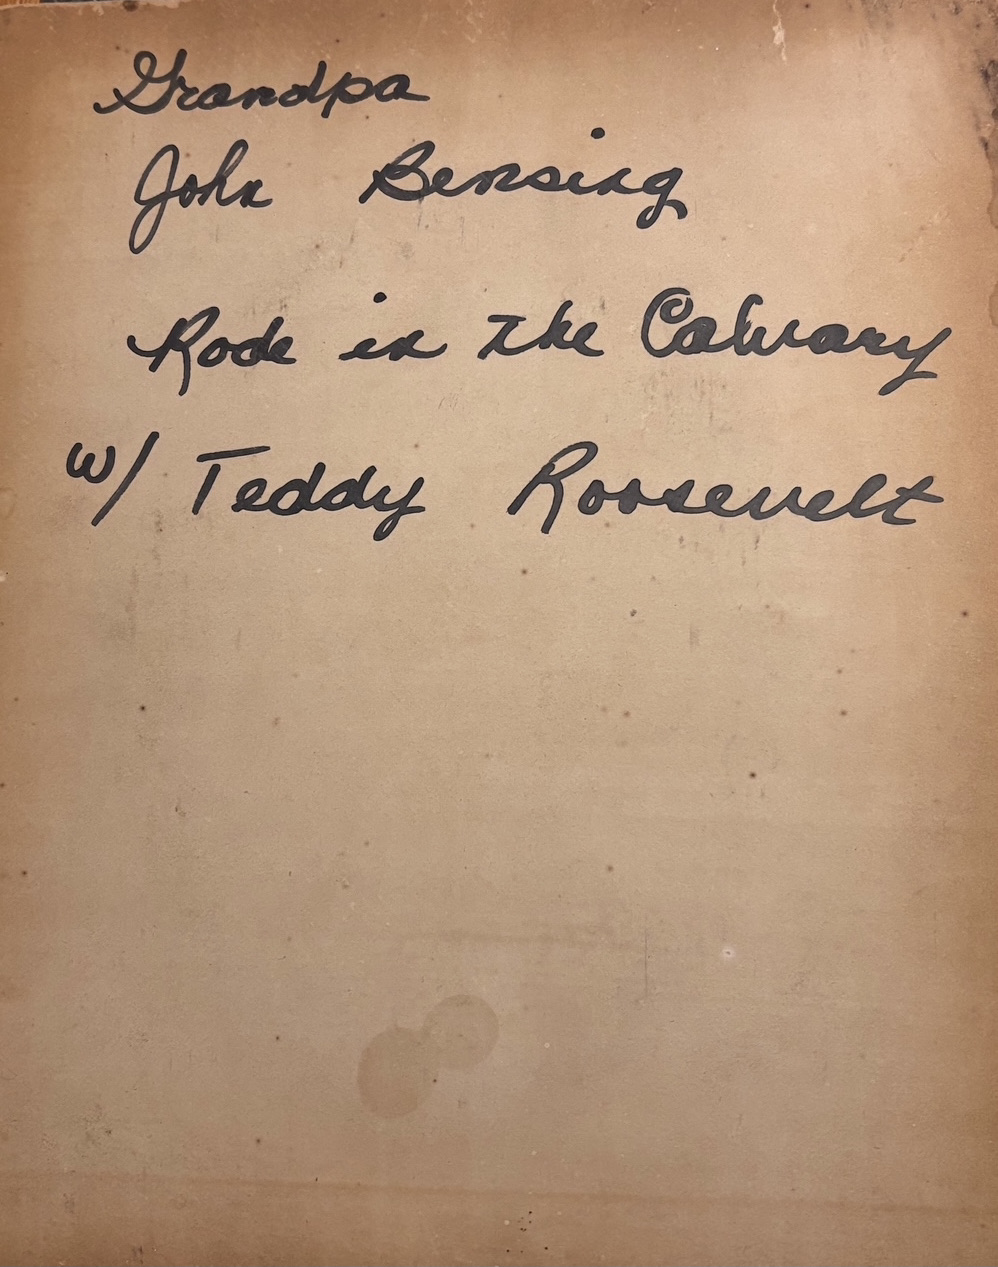 Grandpa
John Bensing
Rode in the Calvary
w/ Teddy Roosevelt